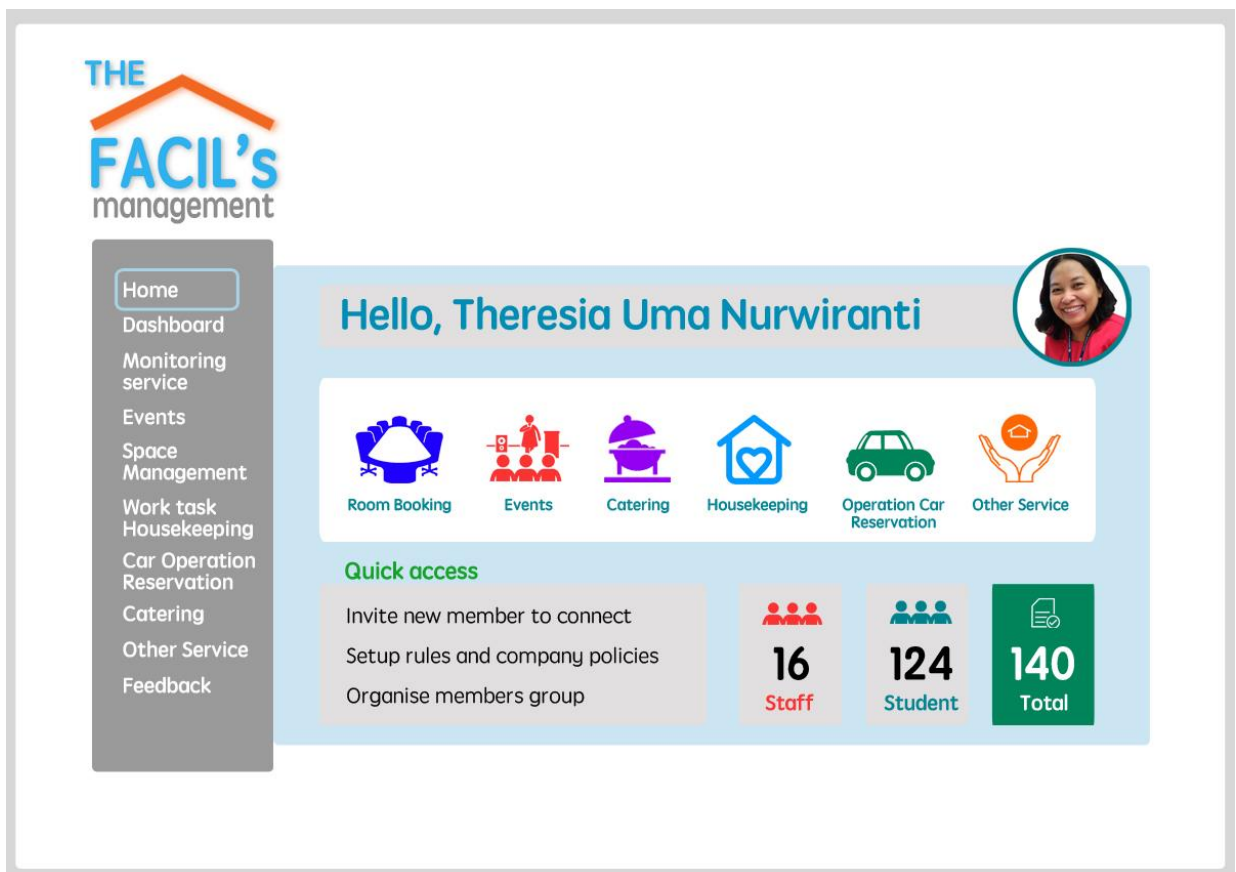 THE
FACIL's
management
Home
Dashboard
Monitoring
service
Events
Space
Management
Work task
Housekeeping
Car Operation
Reservation
Catering
Other Service
Feedback
Hello, Theresia Uma Nurwiranti
Room Booking
Events
Catering
Housekeeping
Operation Car
Reservation
Other Service
Quick access
Invite new member to connect
Setup rules and company policies
Organise members group
16
Staff
124
Student
140
Total